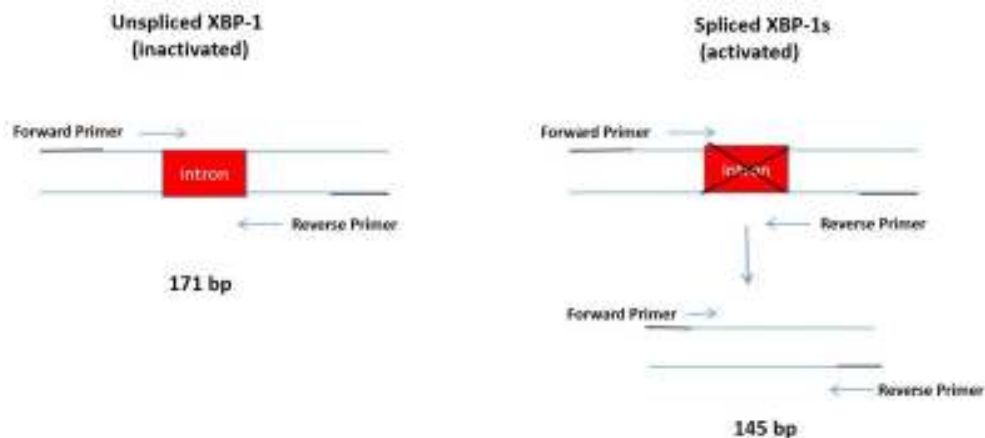 Unspliced XBP-1
(inactivated)
Forward Primer
intron
Reverse Primer
171 bp
Spliced XBP-1s
(activated)
Forward Primer
intron
Reverse Primer
Forward Primer
Reverse Primer
145 bp